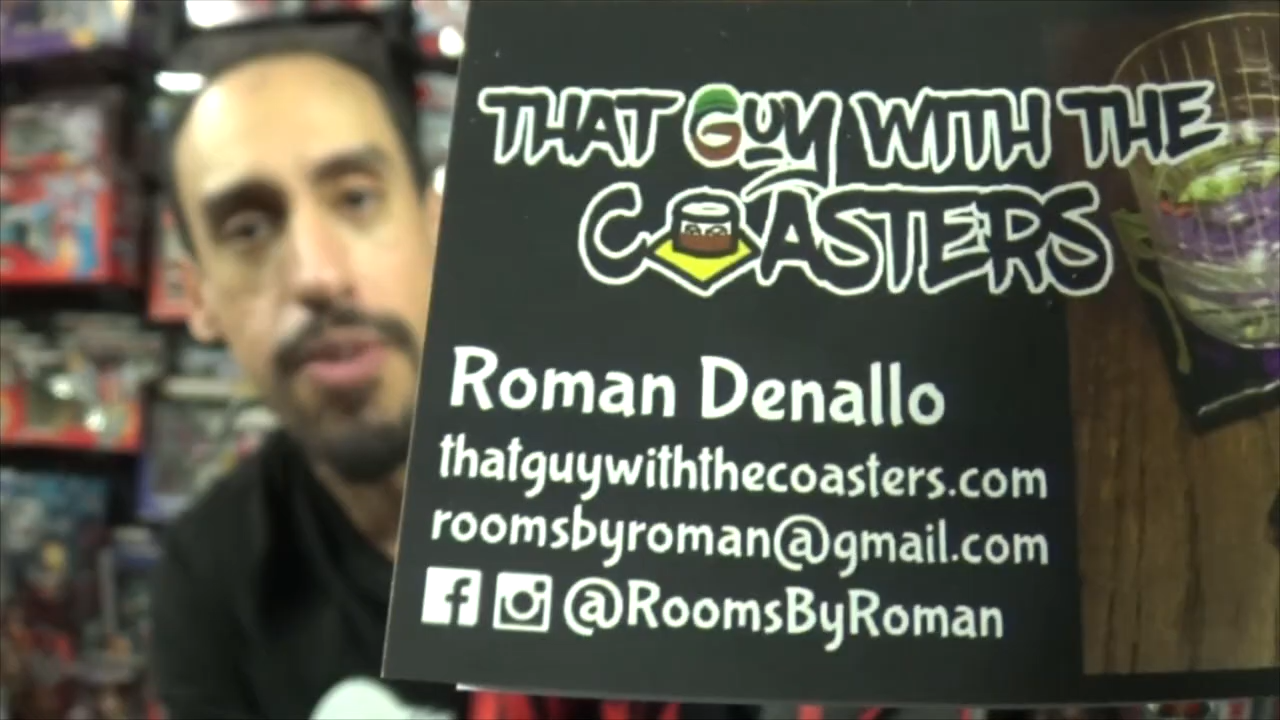 THAT GUY WITH THE
COASTERS
Roman Denallo
thatguywiththecoasters.com
roomsbyroman@gmail.com
@RoomsByRoman